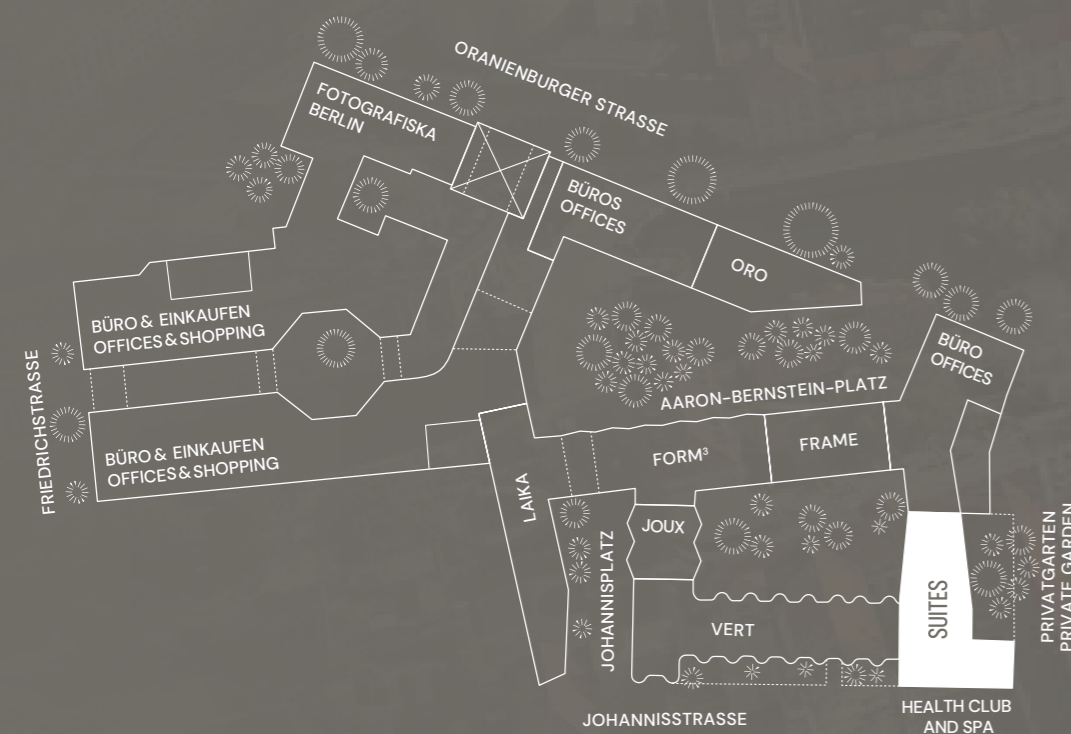 ORANIENBURGER STRASSE
FOTOGRAFISKA
BERLIN
BÜROS
OFFICES
ORO
BÜRO & EINKAUFEN
OFFICES & SHOPPING
FRIEDRICHSTRASSE
BÜRO & EINKAUFEN
OFFICES & SHOPPING
BÜRO
OFFICES
AARON-BERNSTEIN-PLATZ
FORM³
FRAME
LAIKA
JOUX
JOHANNISPLATZ
VERT
SUITES
PRIVATGARTEN
PRIVATE GARDEN
HEALTH CLUB
AND SPA
JOHANNISSTRASSE